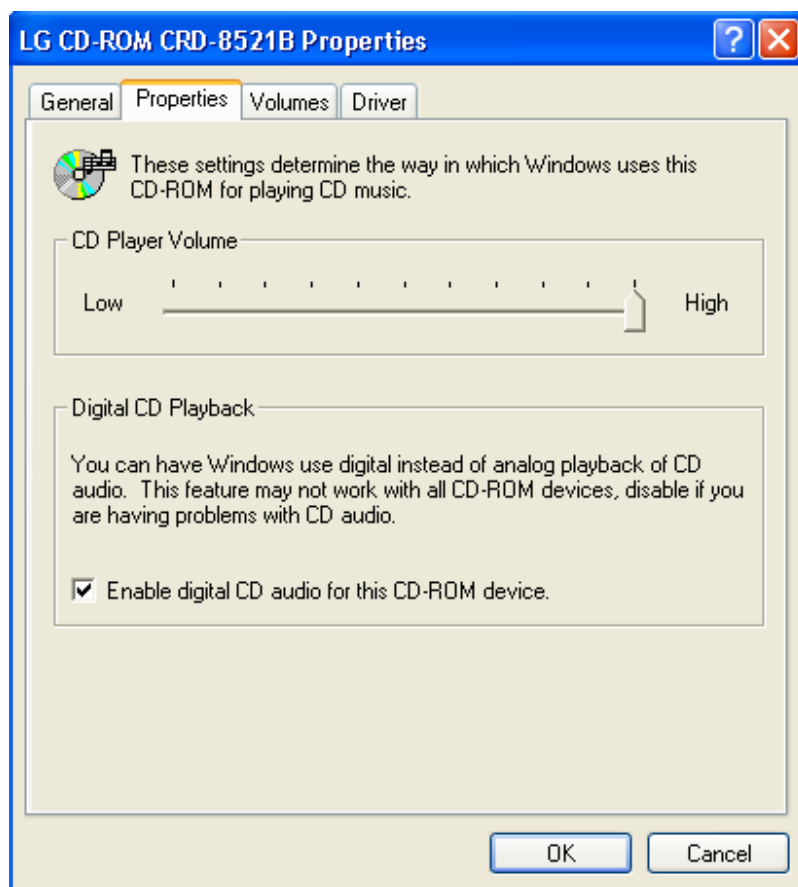 LG CD-ROM CRD-8521B Properties
General Properties Volumes Driver
These settings determine the way in which Windows uses this
CD-ROM for playing CD music.
CD Player Volume
Low High
Digital CD Playback
You can have Windows use digital instead of analog playback of CD
audio. This feature may not work with all CD-ROM devices, disable if you
are having problems with CD audio.
Enable digital CD audio for this CD-ROM device.
OK Cancel